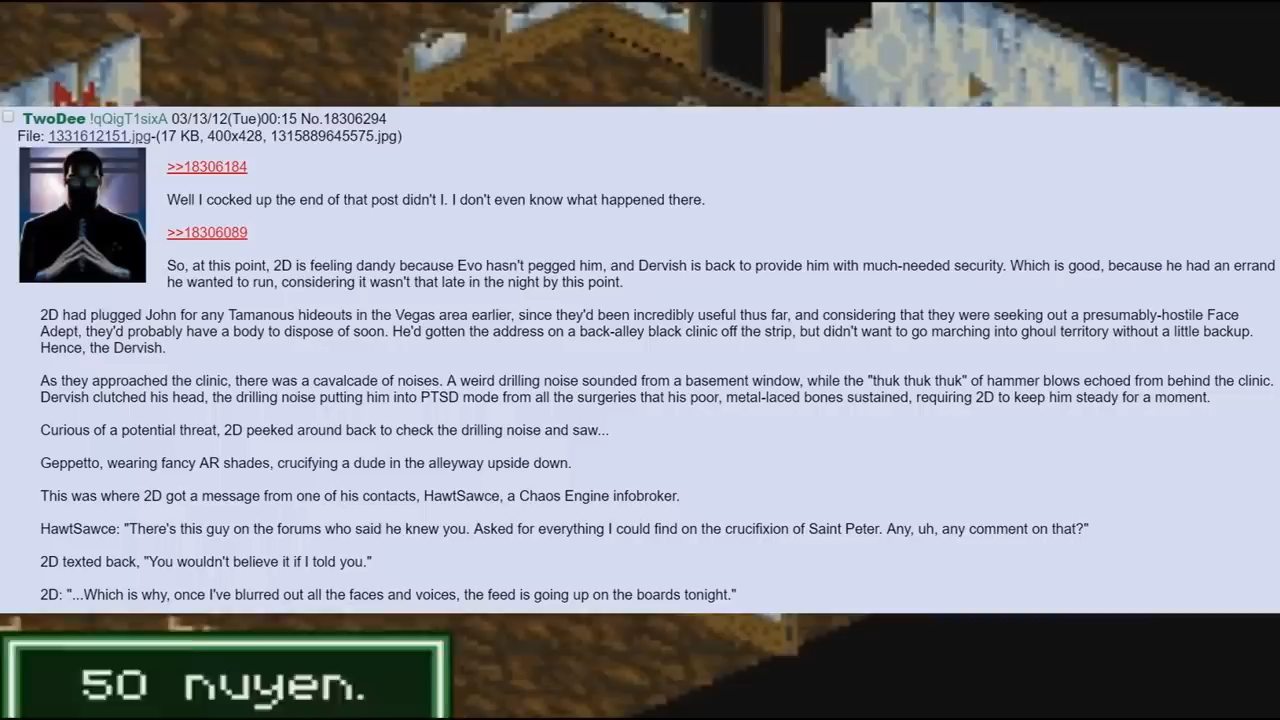 TwoDee !qQigT1sixA 03/13/12(Tue)00:15 No.18306294
File: 1331612151.jpg-(17 KB, 400x428, 1315889645575.jpg)
>>18306184
Well I cocked up the end of that post didn't I. I don't even know what happened there.
>>18306089
So, at this point, 2D is feeling dandy because Evo hasn't pegged him, and Dervish is back to provide him with much-needed security. Which is good, because he had an errand
he wanted to run, considering it wasn't that late in the night by this point.
2D had plugged John for any Tamanous hideouts in the Vegas area earlier, since they'd been incredibly useful thus far, and considering that they were seeking out a presumably-hostile Face
Adept, they'd probably have a body to dispose of soon. He'd gotten the address on a back-alley black clinic off the strip, but didn't want to go marching into ghoul territory without a little backup.
Hence, the Dervish.
As they approached the clinic, there was a cavalcade of noises. A weird drilling noise sounded from a basement window, while the "thuk thuk thuk" of hammer blows echoed from behind the clinic.
Dervish clutched his head, the drilling noise putting him into PTSD mode from all the surgeries that his poor, metal-laced bones sustained, requiring 2D to keep him steady for a moment.
Curious of a potential threat, 2D peeked around back to check the drilling noise and saw...
Geppetto, wearing fancy AR shades, crucifying a dude in the alleyway upside down.
This was where 2D got a message from one of his contacts, HawtSawce, a Chaos Engine infobroker.
HawtSawce: "There's this guy on the forums who said he knew you. Asked for everything I could find on the crucifixion of Saint Peter. Any, uh, any comment on that?"
2D texted back, "You wouldn't believe it if I told you."
2D: "...Which is why, once I've blurred out all the faces and voices, the feed is going up on the boards tonight."
50 nuyen.